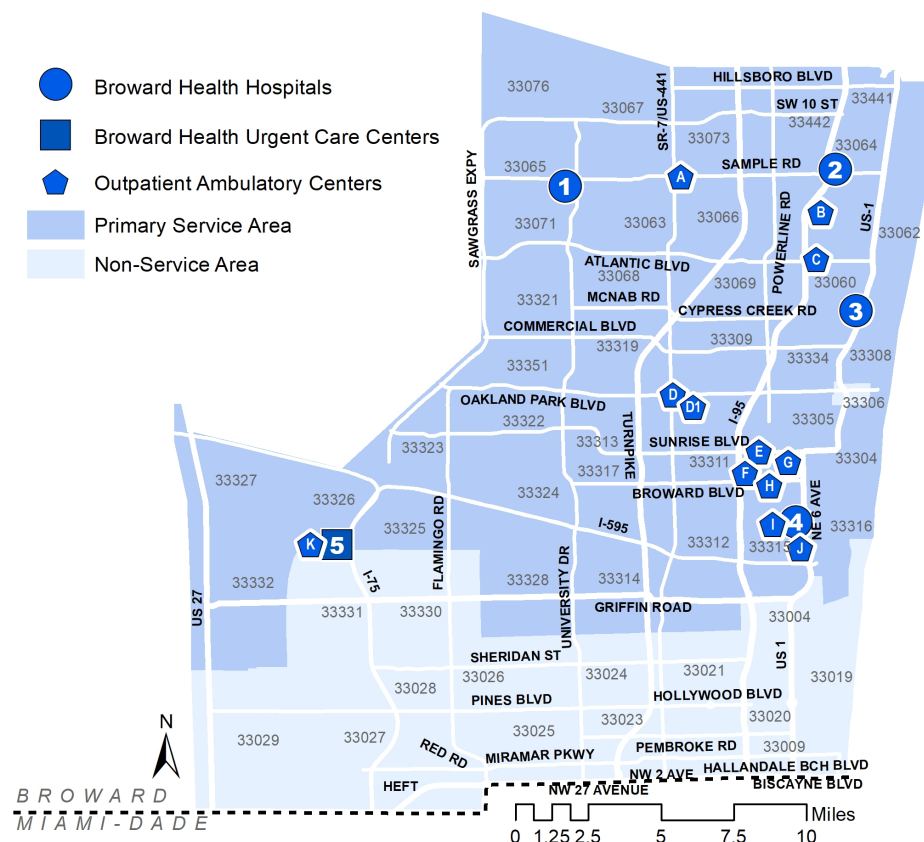 Broward Health Hospitals
Broward Health Urgent Care Centers
Outpatient Ambulatory Centers
Primary Service Area
Non-Service Area
HILLSBORO BLVD
33076
33067
SR-7/US-441
SW 10 ST
33441
33442
33073
33064
SAMPLE RD
33065
1
A
2
SAWGRASS EXPY
33071
33063
33066
POWERLINE RD
B
US-1
33062
ATLANTIC BLVD
C
33068
33069
33060
33321
MCNAB RD
CYPRESS CREEK RD
3
COMMERCIAL BLVD
33319
33309
33334
33308
33351
OAKLAND PARK BLVD
D
D1
I-95
33306
33322
33305
TURNPIKE
33313
SUNRISE BLVD
33323
E
33304
33317
33311
F
G
33327
33324
BROWARD BLVD
H
33326
NE 6 AVE
33325
FLAMINGO RD
I-595
I
4
33316
K
5
33312
33315
J
33332
I-75
33328
33314
US 27
33331
33330
UNIVERSITY DR
GRIFFIN ROAD
33004
SHERIDAN ST
US 1
33026
33024
33021
33019
33028
PINES BLVD
HOLLYWOOD BLVD
33023
33020
33029
33027
RED RD
33025
PEMBROKE RD
33009
MIRAMAR PKWY
NW 2 AVE
HALLANDALE BCH BLVD
N
HEFT
NW 27 AVENUE
BISCAYNE BLVD
BROWARD
MIAMI-DADE
Miles
0 1.25 2.5 5 7.5 10